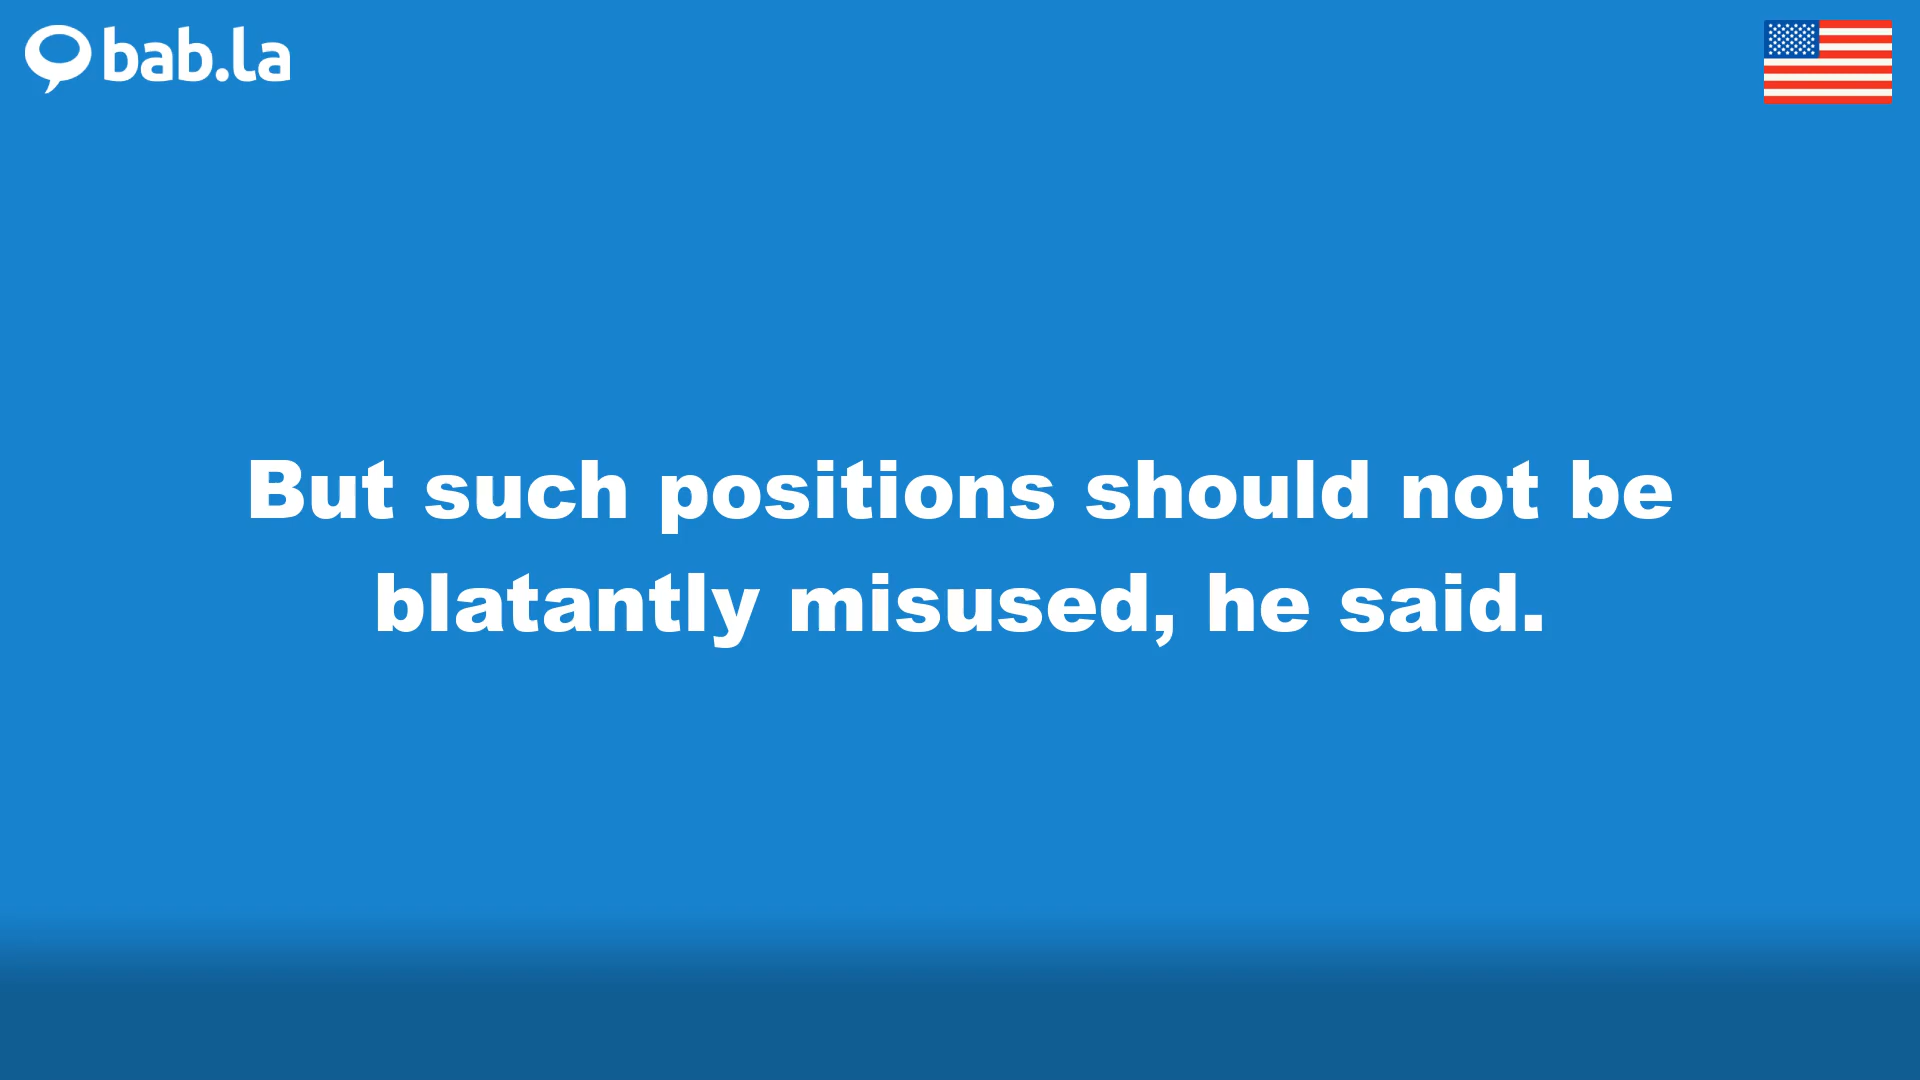 bab.la
But such positions should not be
blatantly misused, he said.